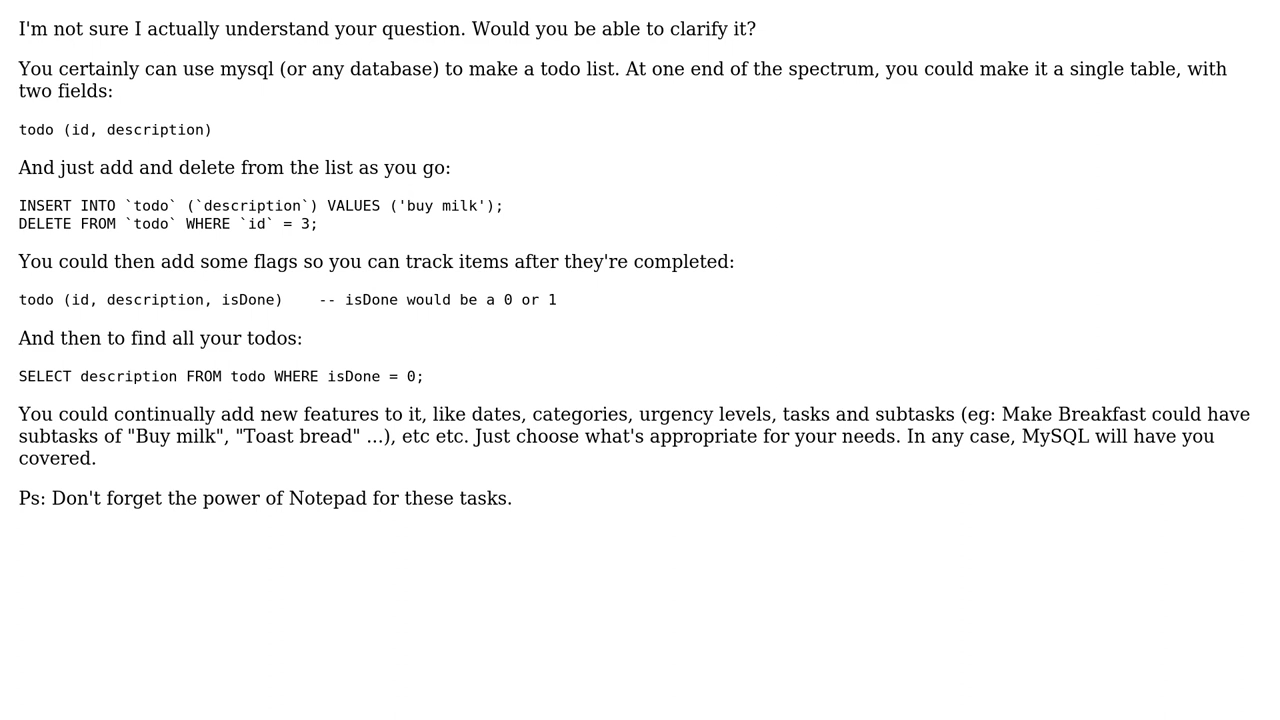 I'm not sure I actually understand your question. Would you be able to clarify it?
You certainly can use mysql (or any database) to make a todo list. At one end of the spectrum, you could make it a single table, with
two fields:
todo (id, description)
And just add and delete from the list as you go:
INSERT INTO `todo` (`description`) VALUES ('buy milk');
DELETE FROM `todo` WHERE `id` = 3;
You could then add some flags so you can track items after they're completed:
todo (id, description, isDone)    -- isDone would be a 0 or 1
And then to find all your todos:
SELECT description FROM todo WHERE isDone = 0;
You could continually add new features to it, like dates, categories, urgency levels, tasks and subtasks (eg: Make Breakfast could have
subtasks of "Buy milk", "Toast bread" ...), etc etc. Just choose what's appropriate for your needs. In any case, MySQL will have you
covered.
Ps: Don't forget the power of Notepad for these tasks.